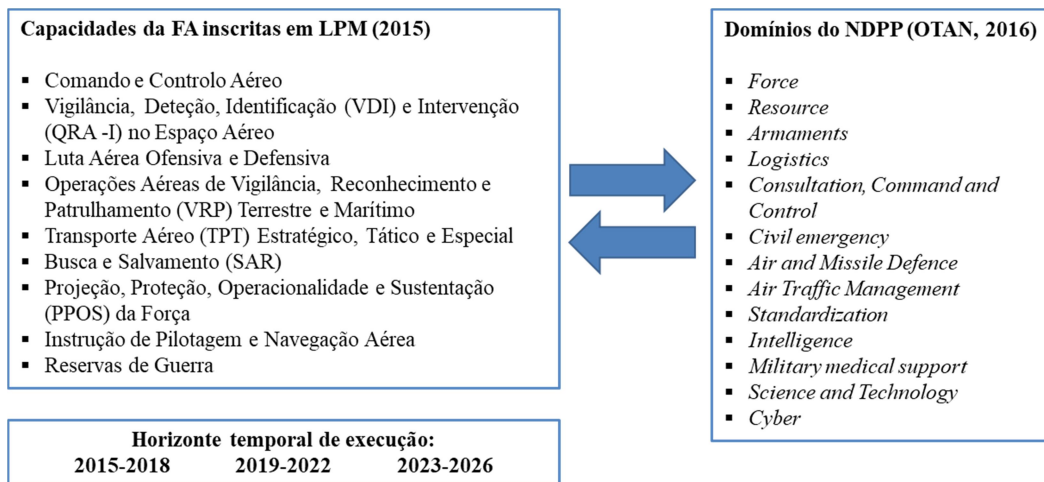 Capacidades da FA inscritas em LPM (2015)
▪ Comando e Controlo Aéreo
▪ Vigilância, Deteção, Identificação (VDI) e Intervenção
(QRA -I) no Espaço Aéreo
▪ Luta Aérea Ofensiva e Defensiva
▪ Operações Aéreas de Vigilância, Reconhecimento e
Patrulhamento (VRP) Terrestre e Marítimo
▪ Transporte Aéreo (TPT) Estratégico, Tático e Especial
▪ Busca e Salvamento (SAR)
▪ Projeção, Proteção, Operacionalidade e Sustentação
(PPOS) da Força
▪ Instrução de Pilotagem e Navegação Aérea
▪ Reservas de Guerra
Horizonte temporal de execução:
2015-2018 2019-2022 2023-2026
Domínios do NDPP (OTAN, 2016)
▪ Force
▪ Resource
▪ Armaments
▪ Logistics
▪ Consultation, Command and
Control
▪ Civil emergency
▪ Air and Missile Defence
▪ Air Traffic Management
▪ Standardization
▪ Intelligence
▪ Military medical support
▪ Science and Technology
▪ Cyber